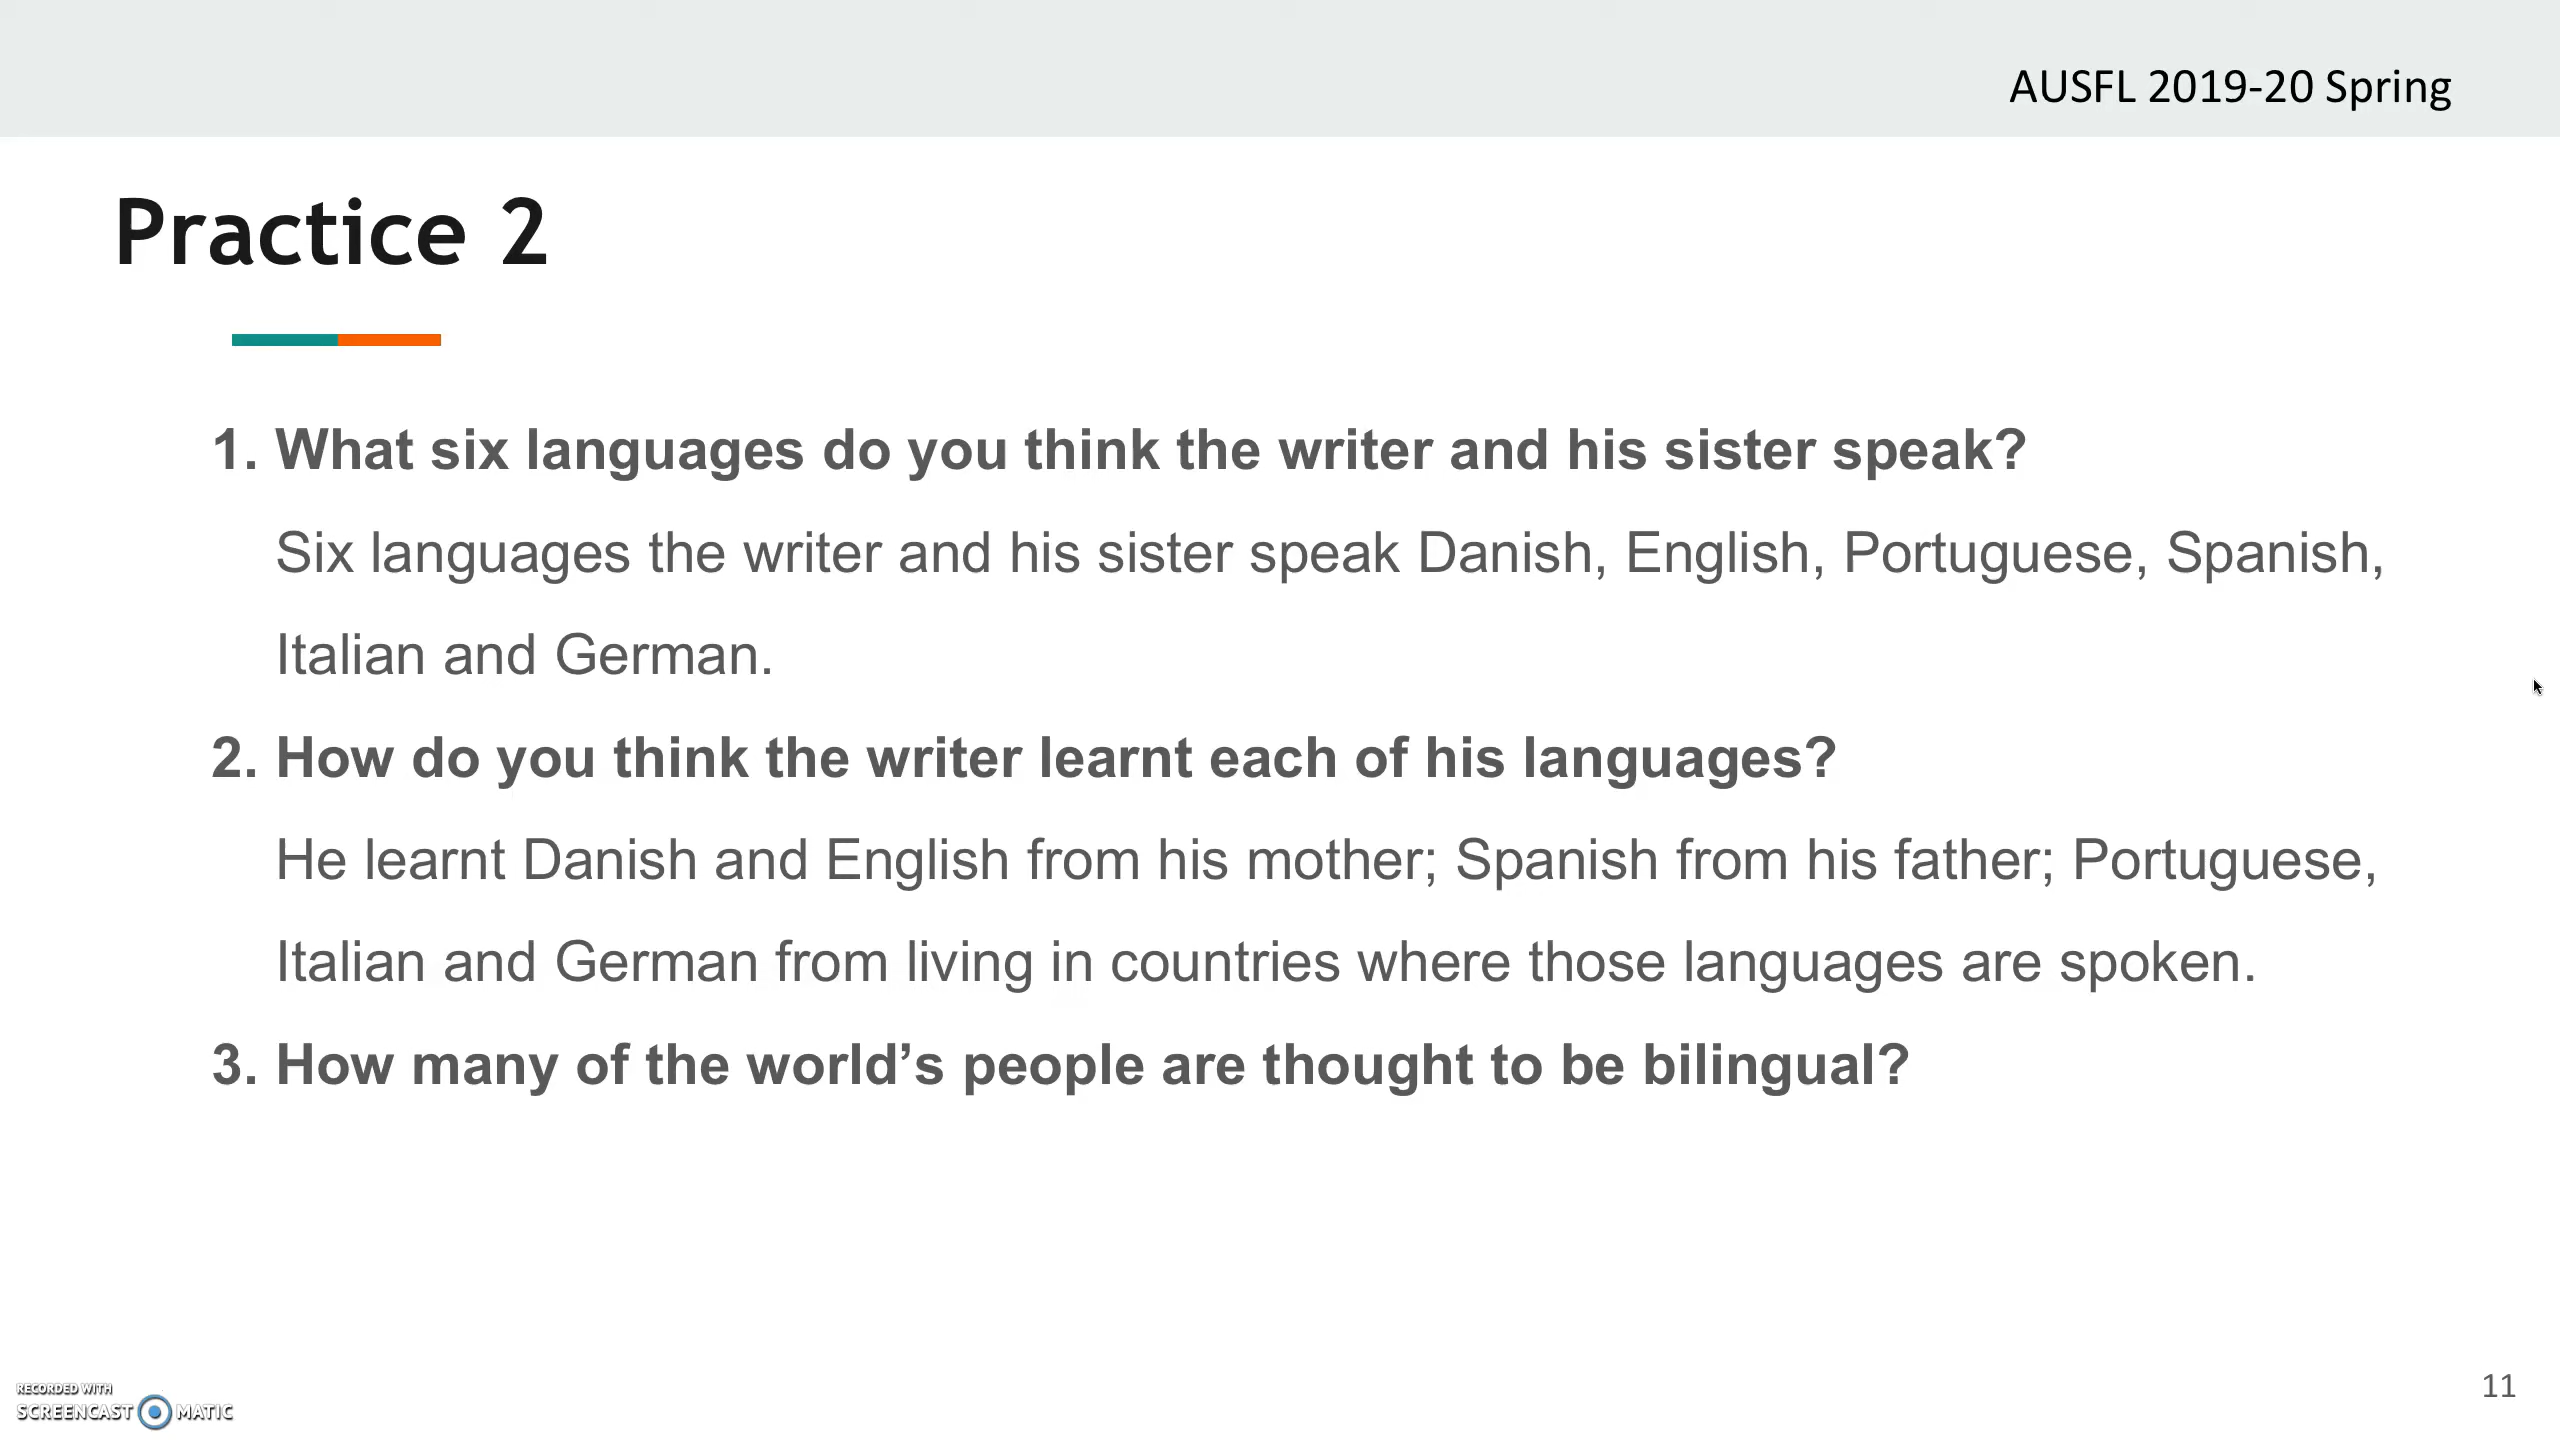 AUSFL 2019-20 Spring
Practice 2
1. What six languages do you think the writer and his sister speak?
Six languages the writer and his sister speak Danish, English, Portuguese, Spanish,
Italian and German.
2. How do you think the writer learnt each of his languages?
He learnt Danish and English from his mother; Spanish from his father; Portuguese,
Italian and German from living in countries where those languages are spoken.
3. How many of the world’s people are thought to be bilingual?
RECORDED WITH
SCREENCAST MATIC
11